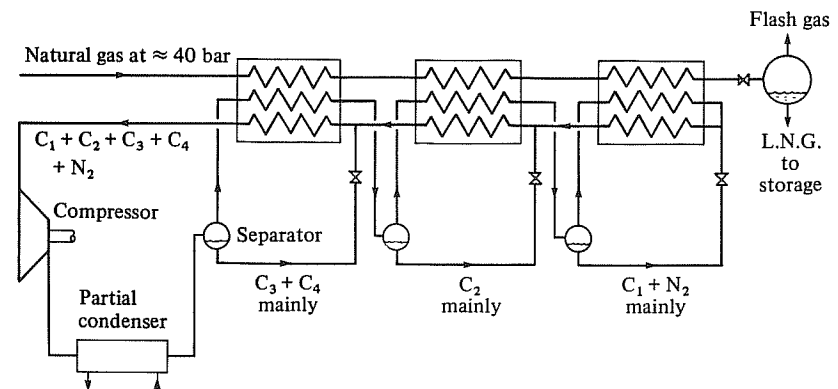 Flash gas
Natural gas at ≈ 40 bar
C₁ + C₂ + C₃ + C₄
+ N₂
L.N.G.
to
storage
Compressor
Separator
C₃ + C₄
mainly
C₂
mainly
C₁ + N₂
mainly
Partial
condenser